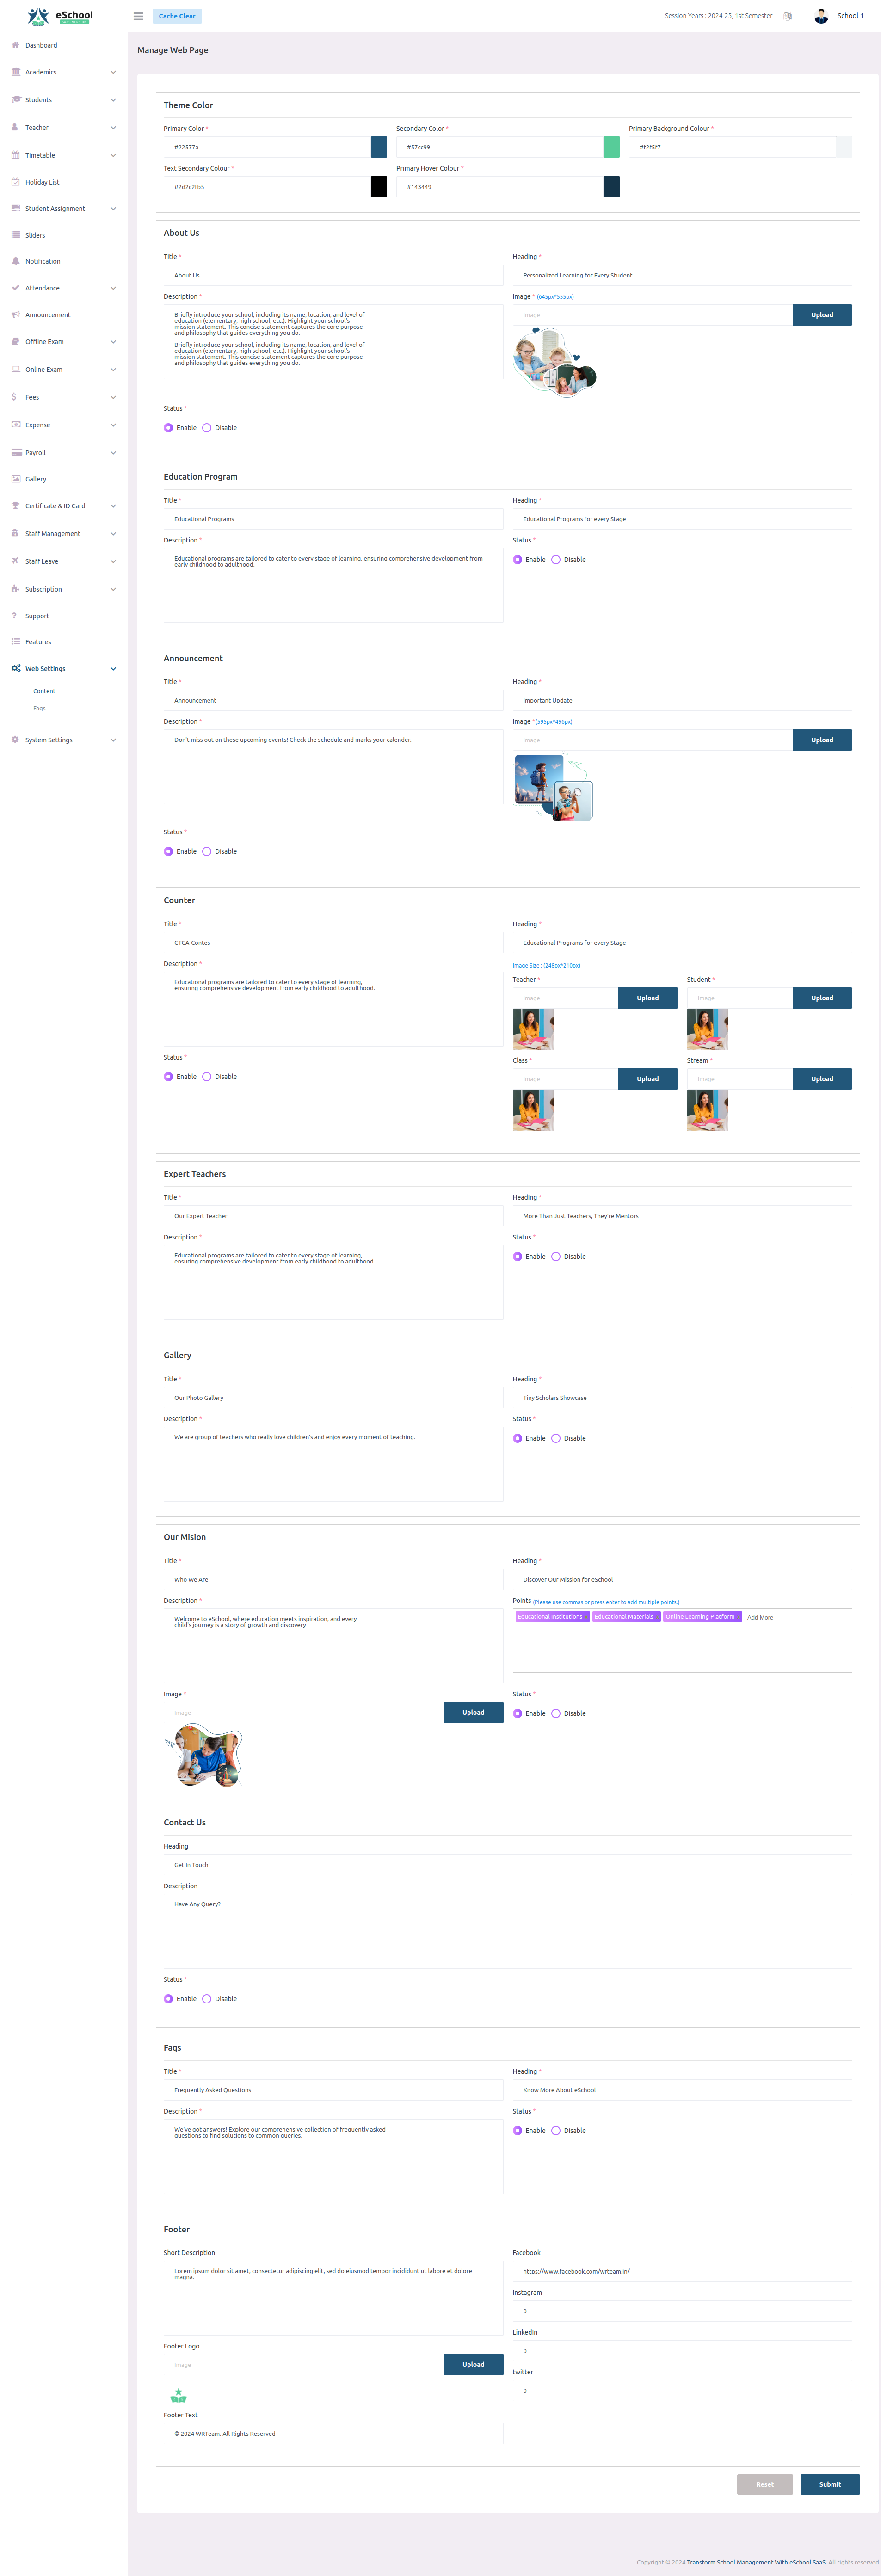 eSchool
Cache Clear
Session Years : 2024-25, 1st Semester
School 1
Dashboard
Academics
Students
Teacher
Timetable
Holiday List
Student Assignment
Sliders
Notification
Attendance
Announcement
Offline Exam
Online Exam
Fees
Expense
Payroll
Gallery
Certificate & ID Card
Staff Management
Staff Leave
Subscription
Support
Features
Web Settings
Content
Faqs
System Settings
Manage Web Page
Theme Color
Primary Color *
Secondary Color *
Primary Background Colour *
#22577a
#57cc99
#f2f5f7
Text Secondary Colour *
Primary Hover Colour *
#2d2c2fb5
#143449
About Us
Title *
Heading *
About Us
Personalized Learning for Every Student
Description *
Image * (645px*555px)
Briefly introduce your school, including its name, location, and level of
education (elementary, high school, etc.). Highlight your school's
mission statement. This concise statement captures the core purpose
and philosophy that guides everything you do.
Briefly introduce your school, including its name, location, and level of
education (elementary, high school, etc.). Highlight your school's
mission statement. This concise statement captures the core purpose
and philosophy that guides everything you do.
Image
Upload
Status *
Enable Disable
Education Program
Title *
Heading *
Educational Programs
Educational Programs for every Stage
Description *
Status *
Educational programs are tailored to cater to every stage of learning, ensuring comprehensive development from
early childhood to adulthood.
Enable Disable
Announcement
Title *
Heading *
Announcement
Important Update
Description *
Image *(595px*496px)
Don't miss out on these upcoming events! Check the schedule and marks your calender.
Image
Upload
Status *
Enable Disable
Counter
Title *
Heading *
CTCA-Contes
Educational Programs for every Stage
Description *
Image Size : (248px*210px)
Educational programs are tailored to cater to every stage of learning,
ensuring comprehensive development from early childhood to adulthood.
Teacher *
Student *
Image
Upload
Image
Upload
Status *
Enable Disable
Class *
Stream *
Image
Upload
Image
Upload
Expert Teachers
Title *
Heading *
Our Expert Teacher
More Than Just Teachers, They're Mentors
Description *
Status *
Educational programs are tailored to cater to every stage of learning,
ensuring comprehensive development from early childhood to adulthood
Enable Disable
Gallery
Title *
Heading *
Our Photo Gallery
Tiny Scholars Showcase
Description *
Status *
We are group of teachers who really love children's and enjoy every moment of teaching.
Enable Disable
Our Mision
Title *
Heading *
Who We Are
Discover Our Mission for eSchool
Description *
Points (Please use commas or press enter to add multiple points.)
Welcome to eSchool, where education meets inspiration, and every
child's journey is a story of growth and discovery
Educational Institutions
Educational Materials
Online Learning Platform
Add More
Image *
Status *
Image
Upload
Enable Disable
Contact Us
Heading
Get In Touch
Description
Have Any Query?
Status *
Enable Disable
Faqs
Title *
Heading *
Frequently Asked Questions
Know More About eSchool
Description *
Status *
We've got answers! Explore our comprehensive collection of frequently asked
questions to find solutions to common queries.
Enable Disable
Footer
Short Description
Facebook
Lorem ipsum dolor sit amet, consectetur adipiscing elit, sed do eiusmod tempor incididunt ut labore et dolore
magna.
https://www.facebook.com/wrteam.in/
Instagram
0
LinkedIn
0
Footer Logo
Image
Upload
twitter
0
Footer Text
© 2024 WRTeam. All Rights Reserved
Reset
Submit
Copyright © 2024 Transform School Management With eSchool SaaS. All rights reserved.